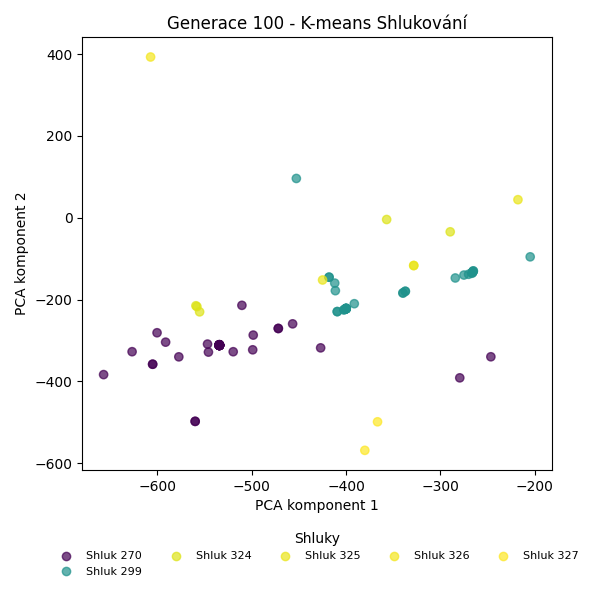 Generace 100 - K-means Shlukování
400
200
0
−200
−400
−600
PCA komponent 2
−600 −500 −400 −300 −200
PCA komponent 1
Shluky
Shluk 270 Shluk 324 Shluk 325 Shluk 326 Shluk 327
Shluk 299